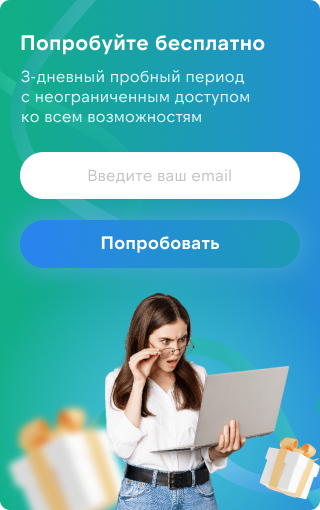 Попробуйте бесплатно
3-дневный пробный период
с неограниченным доступом
ко всем возможностям
Введите ваш email
Попробовать